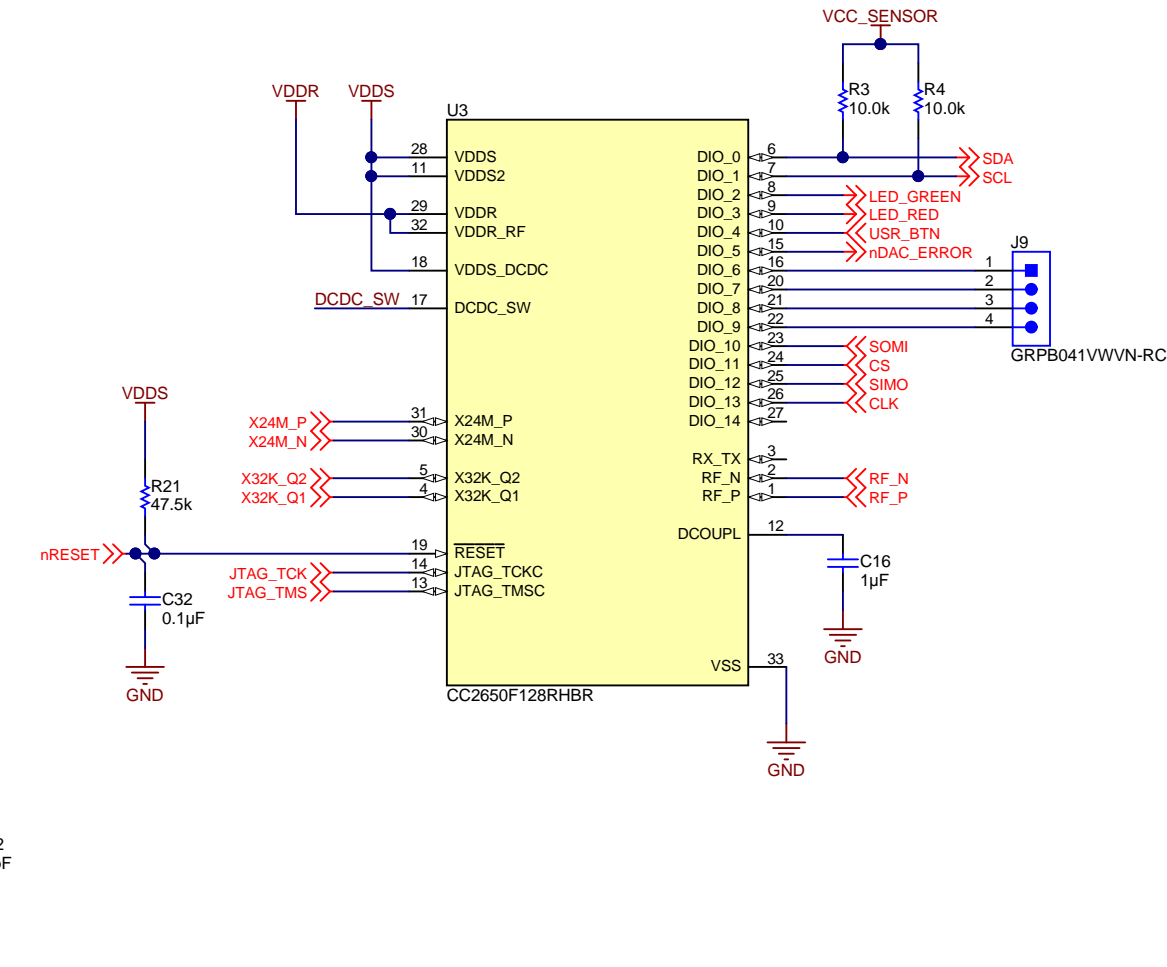 VCC_SENSOR
R3
10.0k
R4
10.0k
VDDR
VDDS
U3
28 VDDS
11 VDDS2
29 VDDR
32 VDDR_RF
18 VDDS_DCDC
DCDC_SW 17 DCDC_SW
X24M_P 31 X24M_P
X24M_N 30 X24M_N
X32K_Q2 5 X32K_Q2
X32K_Q1 4 X32K_Q1
nRESET 19 RESET
JTAG_TCK 14 JTAG_TCKC
JTAG_TMS 13 JTAG_TMSC
VDDS
R21
47.5k
C32
0.1µF
GND
DIO_0 6 SDA
DIO_1 7 SCL
DIO_2 8 LED_GREEN
DIO_3 9 LED_RED
DIO_4 10 USR_BTN
DIO_5 15 nDAC_ERROR
DIO_6 16 1
DIO_7 20 2
DIO_8 21 3
DIO_9 22 4
J9
GRPB041VWVN-RC
DIO_10 23 SOMI
DIO_11 24 CS
DIO_12 25 SIMO
DIO_13 26 CLK
DIO_14 27
RX_TX 3
RF_N 2 RF_N
RF_P 1 RF_P
DCOUPL 12
C16
1µF
GND
VSS 33
GND
CC2650F128RHBR
2
F